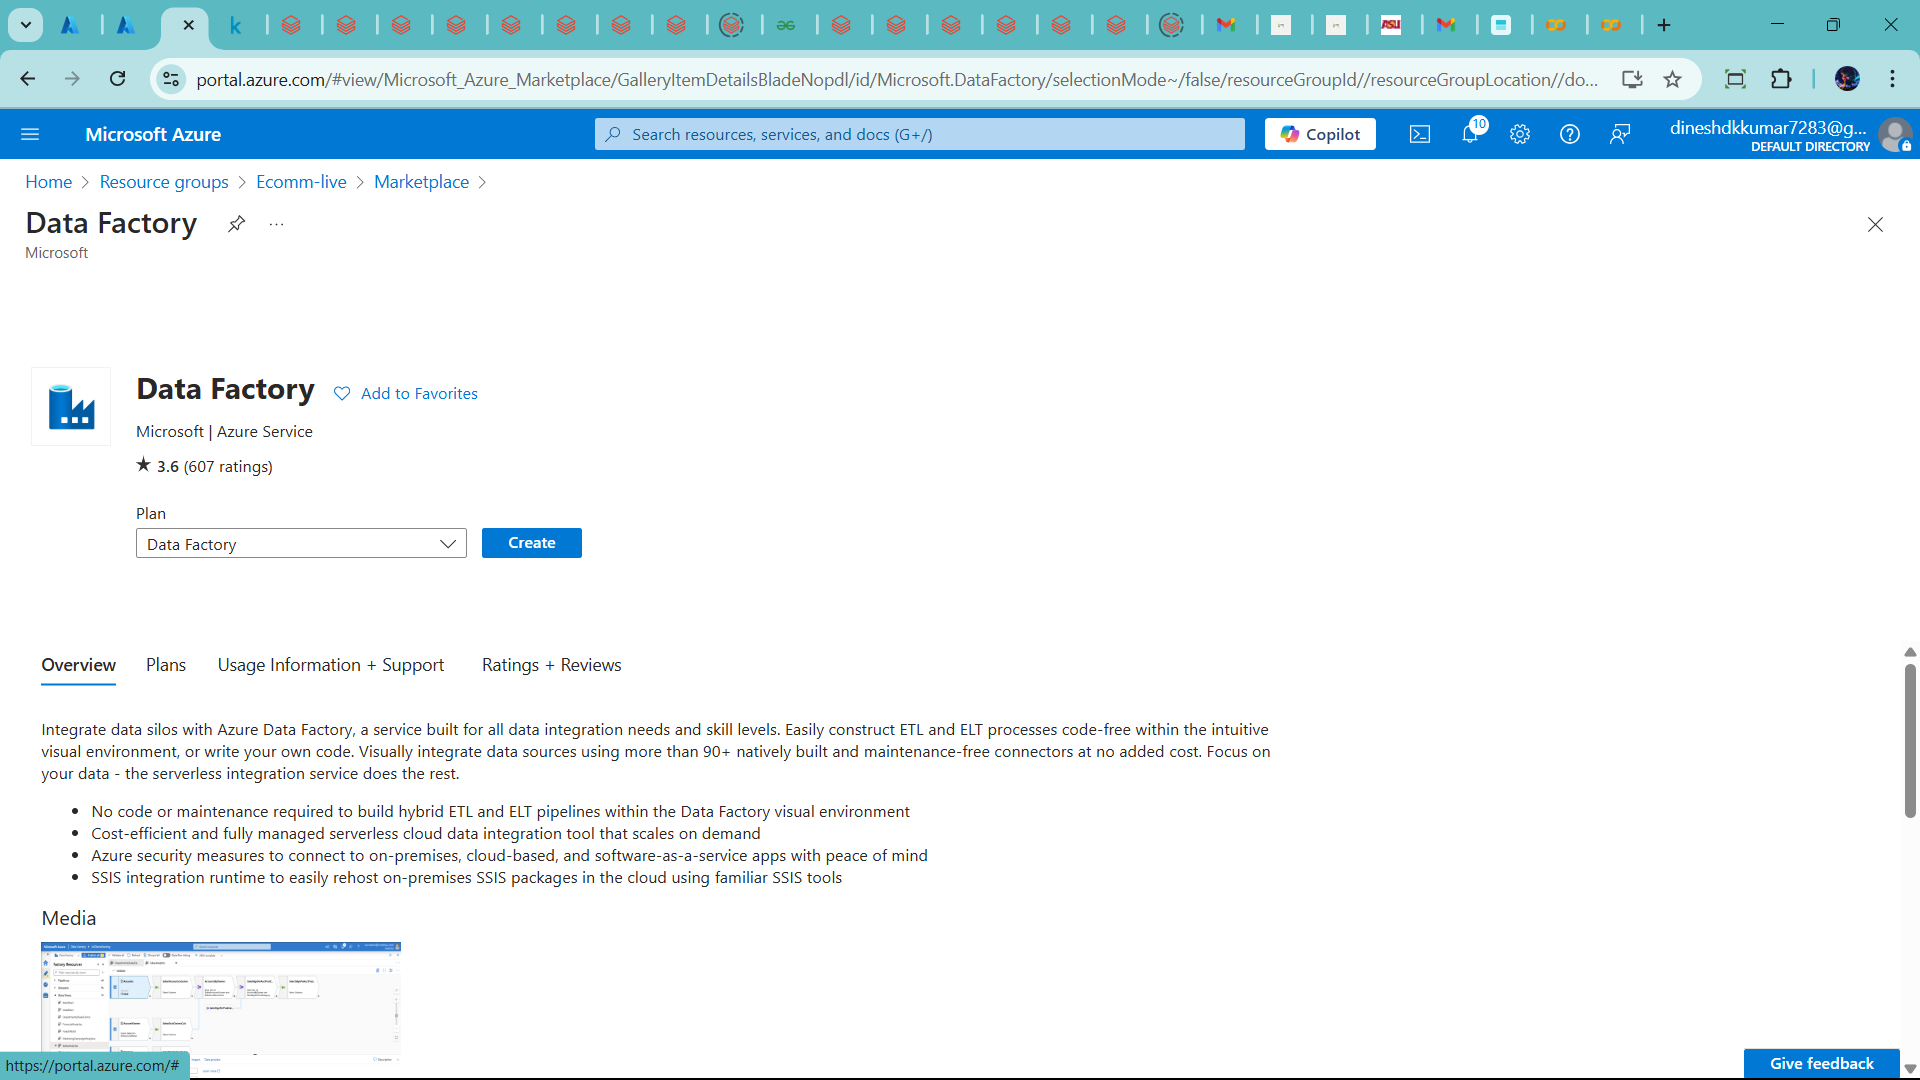 portal.azure.com/#view/Microsoft_Azure_Marketplace/GalleryItemDetailsBladeNopdl/id/Microsoft.DataFactory/selectionMode~/false/resourceGroupId//resourceGroupLocation//do...
Microsoft Azure
Search resources, services, and docs (G+/)
Copilot
10
dineshdkkumar7283@g...
DEFAULT DIRECTORY
Home
Resource groups
Ecomm-live
Marketplace
Data Factory
...
Microsoft
Data Factory
Add to Favorites
Microsoft | Azure Service
3.6 (607 ratings)
Plan
Data Factory
Create
Overview
Plans
Usage Information + Support
Ratings + Reviews
Integrate data silos with Azure Data Factory, a service built for all data integration needs and skill levels. Easily construct ETL and ELT processes code-free within the intuitive
visual environment, or write your own code. Visually integrate data sources using more than 90+ natively built and maintenance-free connectors at no added cost. Focus on
your data - the serverless integration service does the rest.
• No code or maintenance required to build hybrid ETL and ELT pipelines within the Data Factory visual environment
• Cost-efficient and fully managed serverless cloud data integration tool that scales on demand
• Azure security measures to connect to on-premises, cloud-based, and software-as-a-service apps with peace of mind
• SSIS integration runtime to easily rehost on-premises SSIS packages in the cloud using familiar SSIS tools
Media
https://portal.azure.com/#
Give feedback